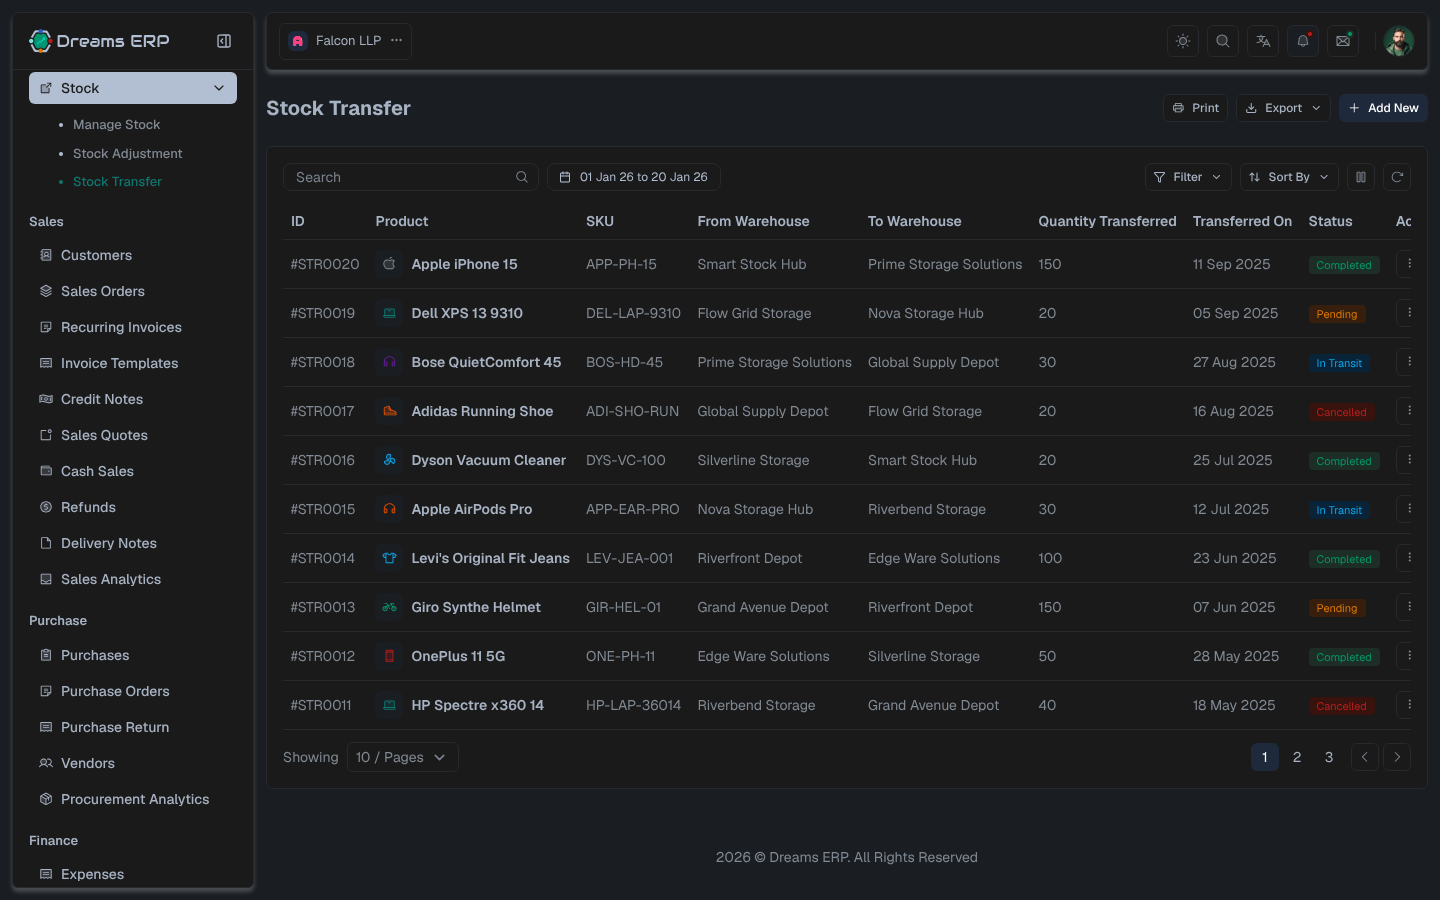 Dreams ERP
Falcon LLP
Stock
Manage Stock
Stock Adjustment
Stock Transfer
Sales
Customers
Sales Orders
Recurring Invoices
Invoice Templates
Credit Notes
Sales Quotes
Cash Sales
Refunds
Delivery Notes
Sales Analytics
Purchase
Purchases
Purchase Orders
Purchase Return
Vendors
Procurement Analytics
Finance
Expenses
Stock Transfer
Print
Export
Add New
Search
01 Jan 26 to 20 Jan 26
Filter
Sort By
ID Product SKU From Warehouse To Warehouse Quantity Transferred Transferred On Status Ac
#STR0020 Apple iPhone 15 APP-PH-15 Smart Stock Hub Prime Storage Solutions 150 11 Sep 2025 Completed
#STR0019 Dell XPS 13 9310 DEL-LAP-9310 Flow Grid Storage Nova Storage Hub 20 05 Sep 2025 Pending
#STR0018 Bose QuietComfort 45 BOS-HD-45 Prime Storage Solutions Global Supply Depot 30 27 Aug 2025 In Transit
#STR0017 Adidas Running Shoe ADI-SHO-RUN Global Supply Depot Flow Grid Storage 20 16 Aug 2025 Cancelled
#STR0016 Dyson Vacuum Cleaner DYS-VC-100 Silverline Storage Smart Stock Hub 20 25 Jul 2025 Completed
#STR0015 Apple AirPods Pro APP-EAR-PRO Nova Storage Hub Riverbend Storage 30 12 Jul 2025 In Transit
#STR0014 Levi's Original Fit Jeans LEV-JEA-001 Riverfront Depot Edge Ware Solutions 100 23 Jun 2025 Completed
#STR0013 Giro Synthe Helmet GIR-HEL-01 Grand Avenue Depot Riverfront Depot 150 07 Jun 2025 Pending
#STR0012 OnePlus 11 5G ONE-PH-11 Edge Ware Solutions Silverline Storage 50 28 May 2025 Completed
#STR0011 HP Spectre x360 14 HP-LAP-36014 Riverbend Storage Grand Avenue Depot 40 18 May 2025 Cancelled
Showing 10 / Pages
1 2 3
2026 © Dreams ERP. All Rights Reserved